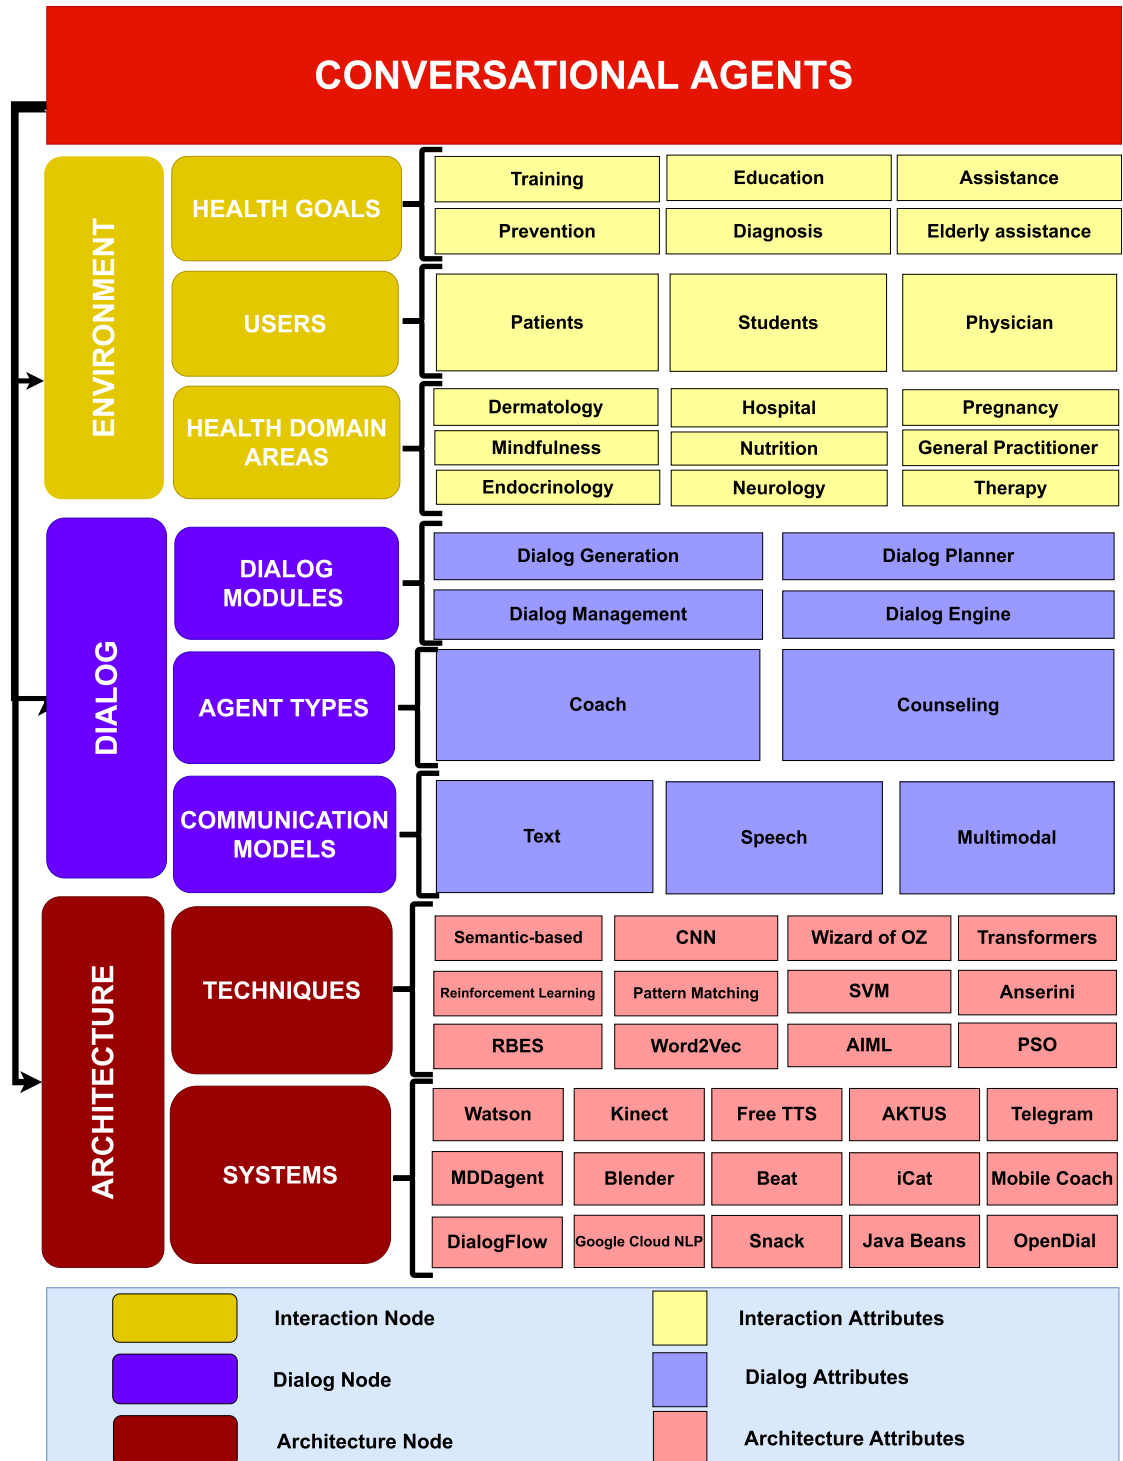 CONVERSATIONAL AGENTS
ENVIRONMENT
HEALTH GOALS
Training
Education
Assistance
Prevention
Diagnosis
Elderly assistance
USERS
Patients
Students
Physician
HEALTH DOMAIN
AREAS
Dermatology
Hospital
Pregnancy
Mindfulness
Nutrition
General Practitioner
Endocrinology
Neurology
Therapy
DIALOG
DIALOG
MODULES
Dialog Generation
Dialog Planner
Dialog Management
Dialog Engine
AGENT TYPES
Coach
Counseling
COMMUNICATION
MODELS
Text
Speech
Multimodal
ARCHITECTURE
TECHNIQUES
Semantic-based
CNN
Wizard of OZ
Transformers
Reinforcement Learning
Pattern Matching
SVM
Anserini
RBES
Word2Vec
AIML
PSO
SYSTEMS
Watson
Kinect
Free TTS
AKTUS
Telegram
MDDagent
Blender
Beat
iCat
Mobile Coach
DialogFlow
Google Cloud NLP
Snack
Java Beans
OpenDial
Interaction Node
Interaction Attributes
Dialog Node
Dialog Attributes
Architecture Node
Architecture Attributes